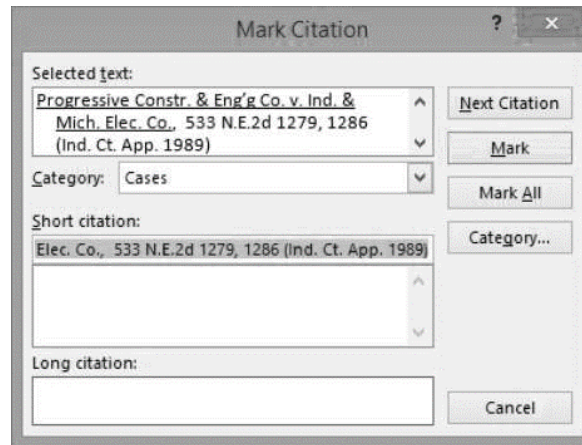 Mark Citation
?
×
Selected text:
Progressive Constr. & Eng'g Co. v. Ind. &
Mich. Elec. Co., 533 N.E.2d 1279, 1286
(Ind. Ct. App. 1989)
Next Citation
Mark
Category: Cases
Mark All
Short citation:
Category...
Elec. Co., 533 N.E.2d 1279, 1286 (Ind. Ct. App. 1989)
Long citation:
Cancel